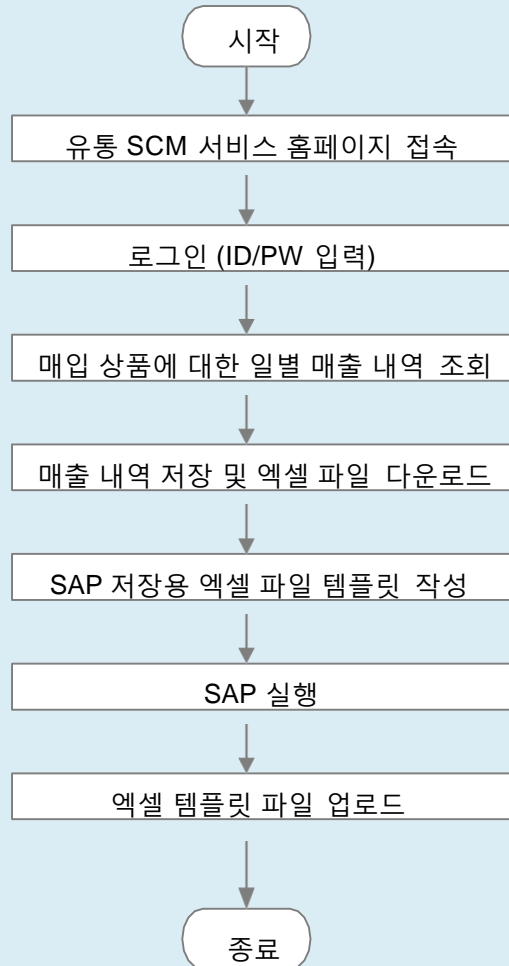 시작
유통 SCM 서비스 홈페이지 접속
로그인 (ID/PW 입력)
매입 상품에 대한 일별 매출 내역 조회
매출 내역 저장 및 엑셀 파일 다운로드
SAP 저장용 엑셀 파일 템플릿 작성
SAP 실행
엑셀 템플릿 파일 업로드
종료